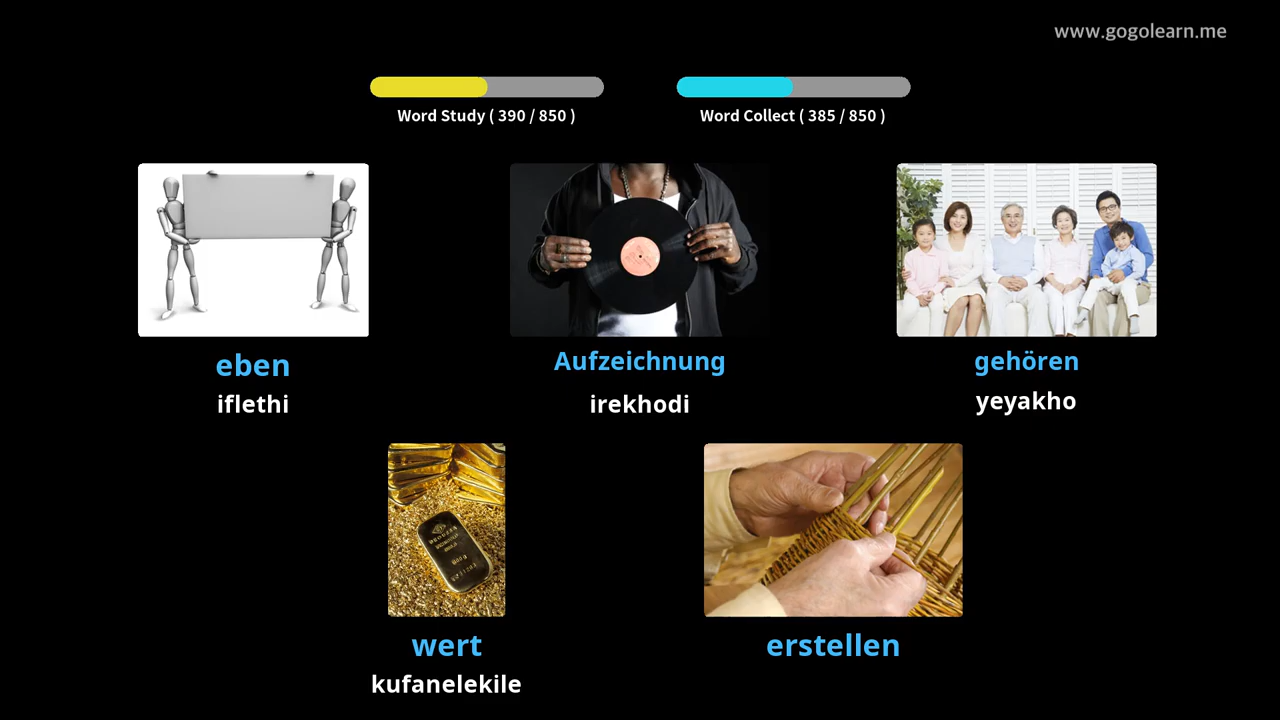 www.gogolearn.me
Word Study ( 390 / 850 )
Word Collect ( 385 / 850 )
eben
iflethi
Aufzeichnung
irekhodi
gehören
yeyakho
wert
kufanelekile
erstellen